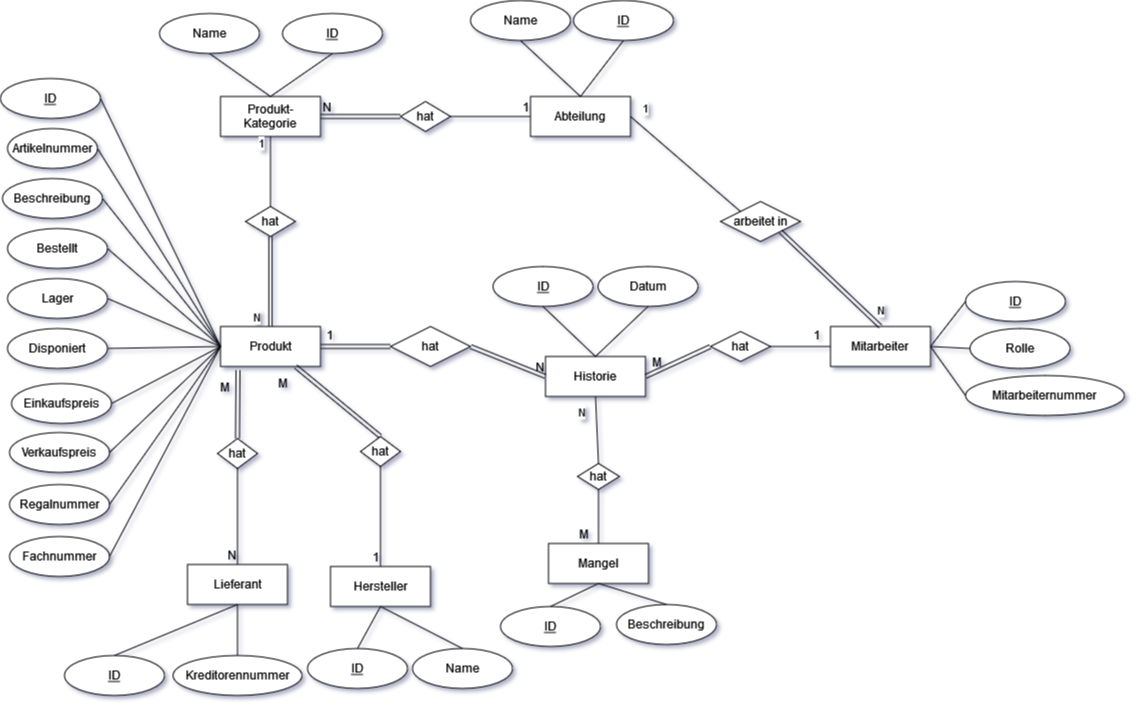 Name
ID
Name
ID
ID
Artikelnummer
Beschreibung
Bestellt
Lager
Disponiert
Einkaufspreis
Verkaufspreis
Regalnummer
Fachnummer
Produkt-
Kategorie
N
hat
1
Abteilung
1
1
hat
N
arbeitet in
N
Produkt
1
hat
N
ID
Datum
Historie
M
hat
1
Mitarbeiter
ID
Rolle
Mitarbeiternummer
M
hat
N
Lieferant
ID
Kreditorennummer
M
hat
1
Hersteller
ID
Name
N
hat
M
Mangel
ID
Beschreibung